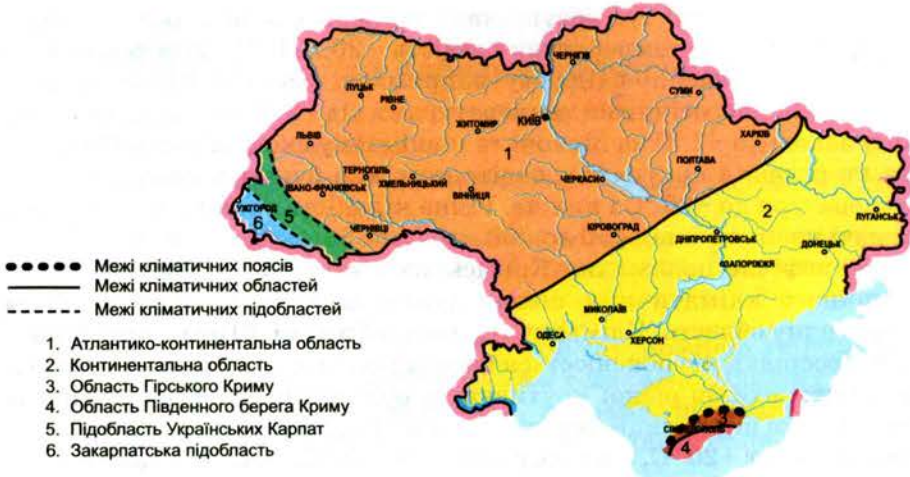 ЧЕРНІГІВ
ЛУЦЬК
РІВНЕ
СУМИ
ЖИТОМИР
КИЇВ
ЛЬВІВ
1
ХАРКІВ
ТЕРНОПІЛЬ
ХМЕЛЬНИЦЬКИЙ
ПОЛТАВА
ІВАНО-ФРАНКІВСЬК
ВІННИЦЯ
ЧЕРКАСИ
УЖГОРОД
6
5
2
ЛУГАНСЬК
ЧЕРНІВЦІ
КІРОВОГРАД
ДНІПРОПЕТРОВСЬК
ДОНЕЦЬК
ЗАПОРІЖЖЯ
МИКОЛАЇВ
ОДЕСА
ХЕРСОН
3
4
Межі кліматичних поясів
Межі кліматичних областей
Межі кліматичних підобластей
1. Атлантико-континентальна область
2. Континентальна область
3. Область Гірського Криму
4. Область Південного берега Криму
5. Підобласть Українських Карпат
6. Закарпатська підобласть